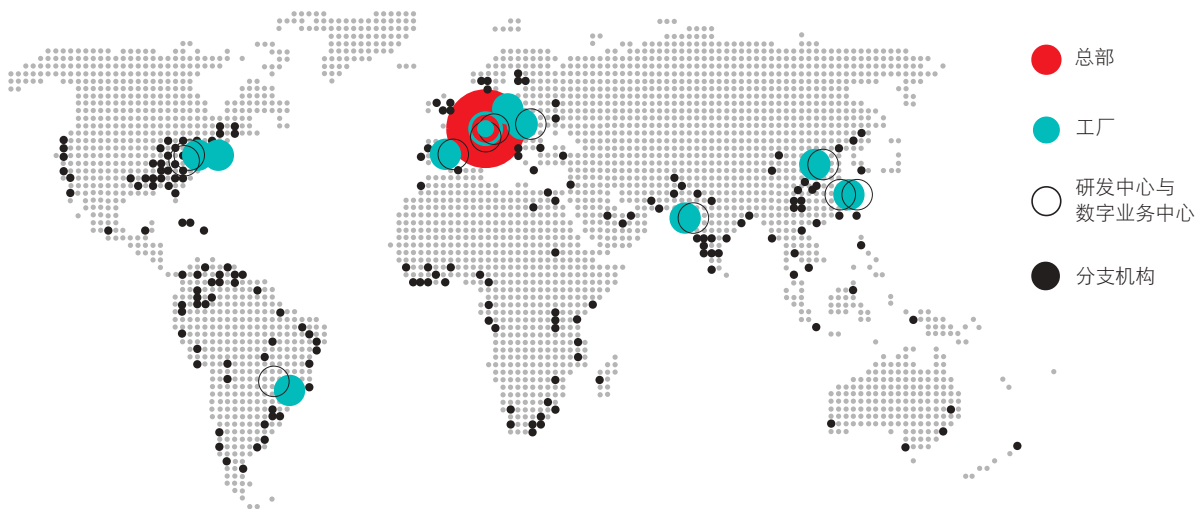 总部
工厂
研发中心与
数字业务中心
分支机构